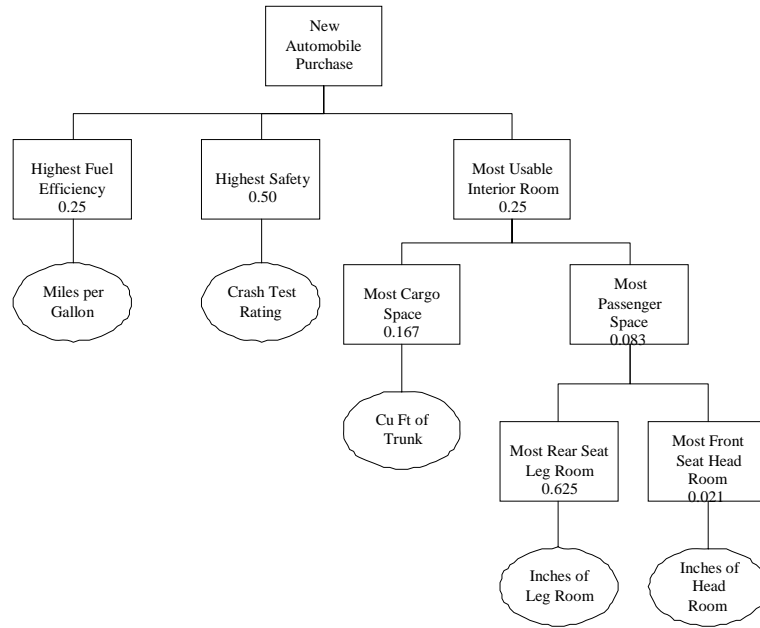 New
Automobile
Purchase
Highest Fuel
Efficiency
0.25
Highest Safety
0.50
Most Usable
Interior Room
0.25
Miles per
Gallon
Crash Test
Rating
Most Cargo
Space
0.167
Most
Passenger
Space
0.083
Cu Ft of
Trunk
Most Rear Seat
Leg Room
0.625
Most Front
Seat Head
Room
0.021
Inches of
Leg Room
Inches of
Head
Room